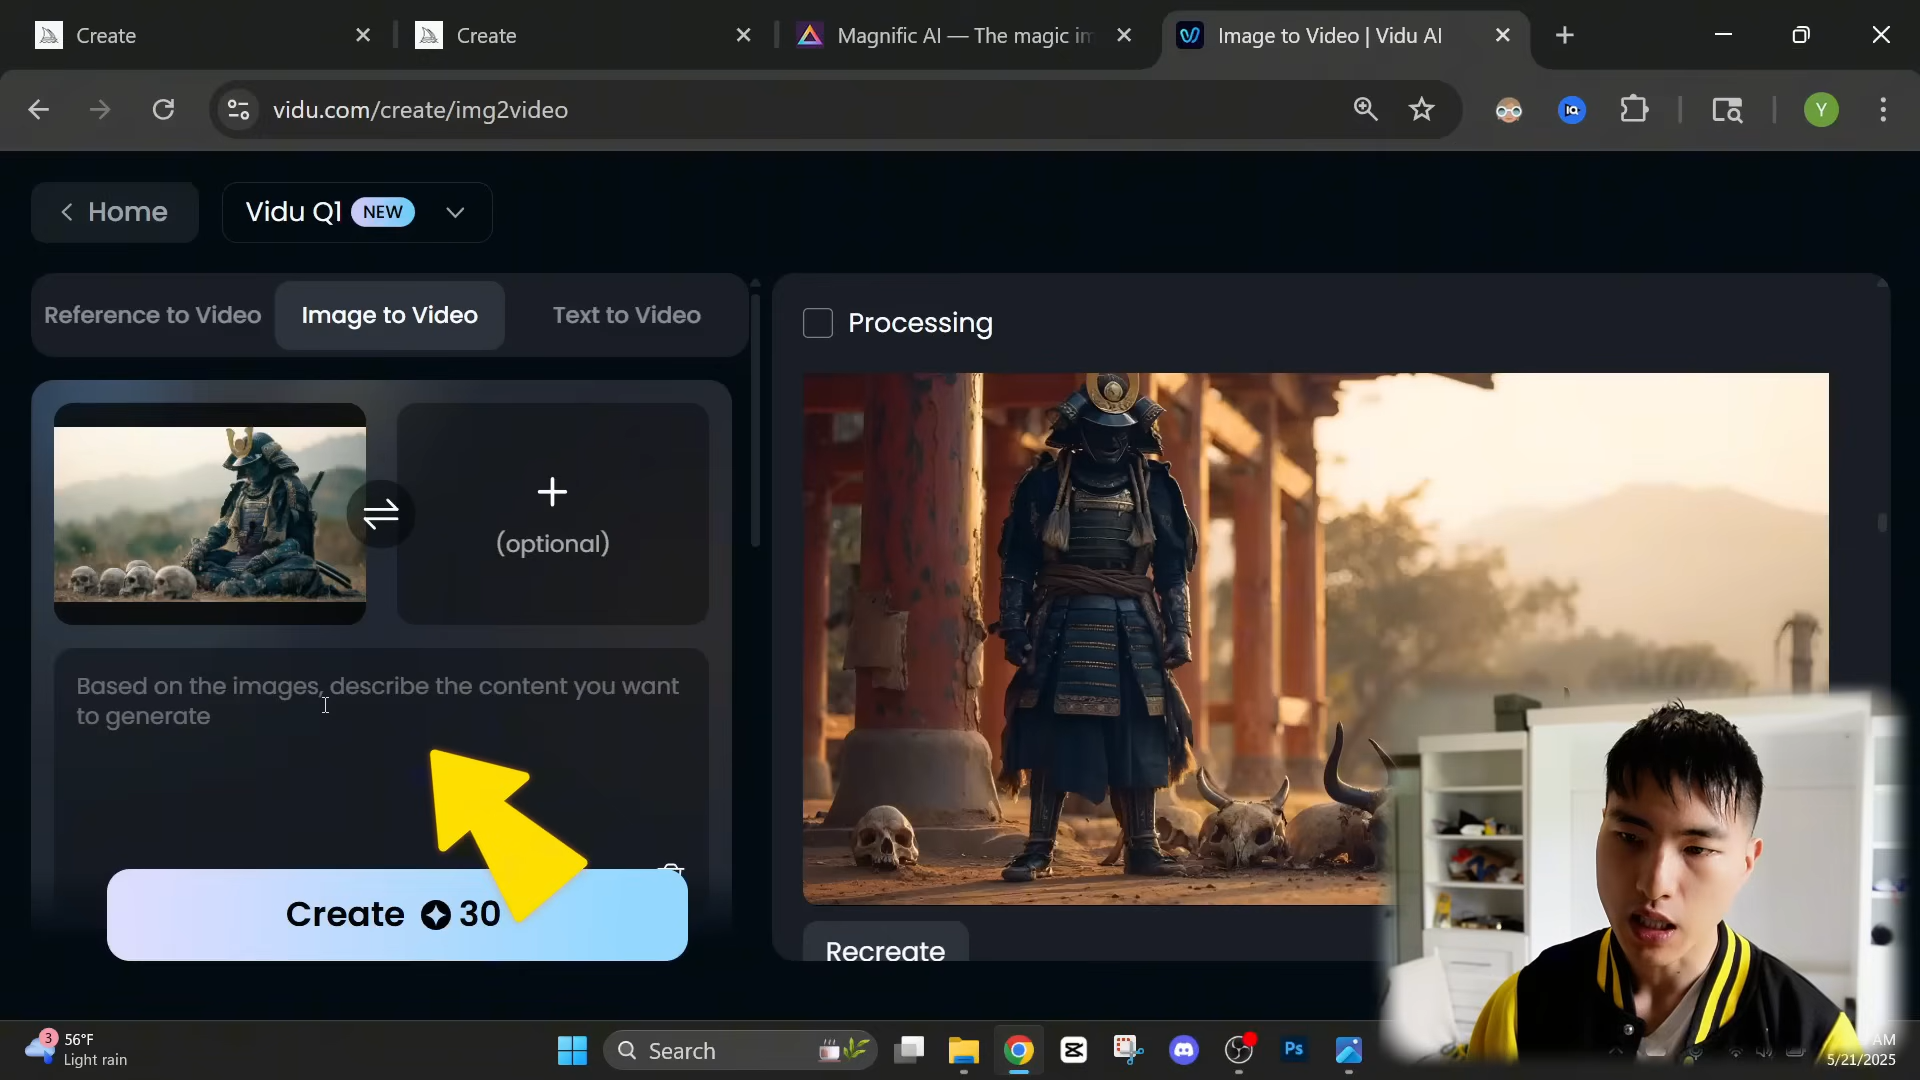 Create
Create
Magnific AI — The magic im
Image to Video | Vidu AI
vidu.com/create/img2video
IQ
Y
Home
Vidu Q1 NEW
Reference to Video
Image to Video
Text to Video
Processing
(optional)
Based on the images, describe the content you want
to generate
Create 30
Recreate
3
56°F
Light rain
Search
Ps
AM
5/21/2025